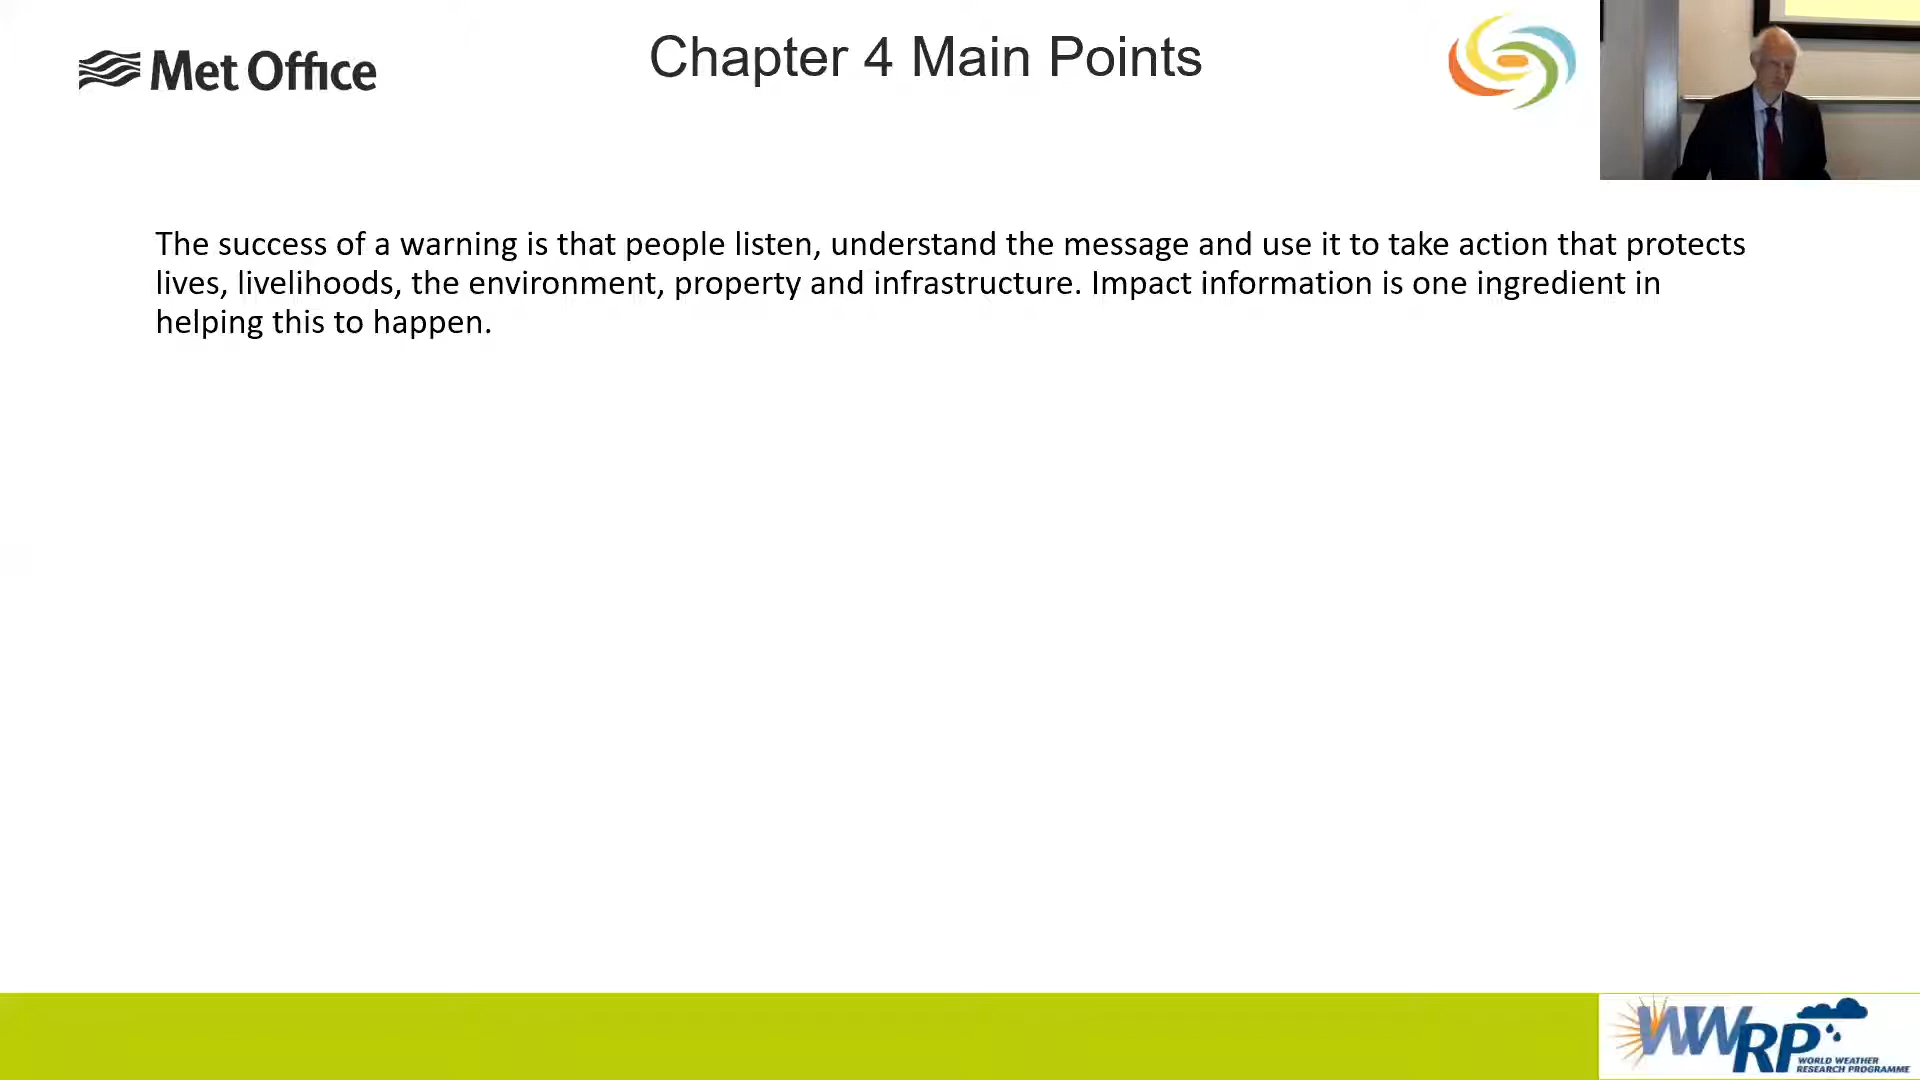 Met Office
Chapter 4 Main Points
The success of a warning is that people listen, understand the message and use it to take action that protects
lives, livelihoods, the environment, property and infrastructure. Impact information is one ingredient in
helping this to happen.
WWRP
WORLD WEATHER
RESEARCH PROGRAMME